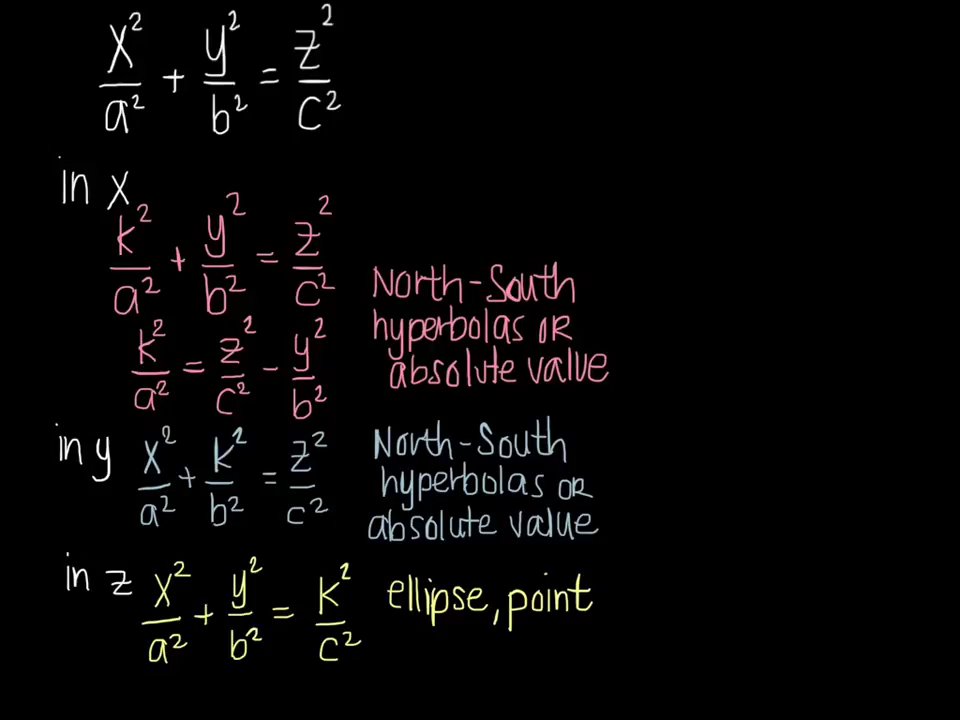 x²/a² + y²/b² = z²/c²
in x
k²/a² + y²/b² = z²/c²
k²/a² = z²/c² - y²/b²
North-South
hyperbolas OR
absolute value
in y
x²/a² + k²/b² = z²/c²
North-South
hyperbolas OR
absolute value
in z
x²/a² + y²/b² = k²/c²
ellipse, point